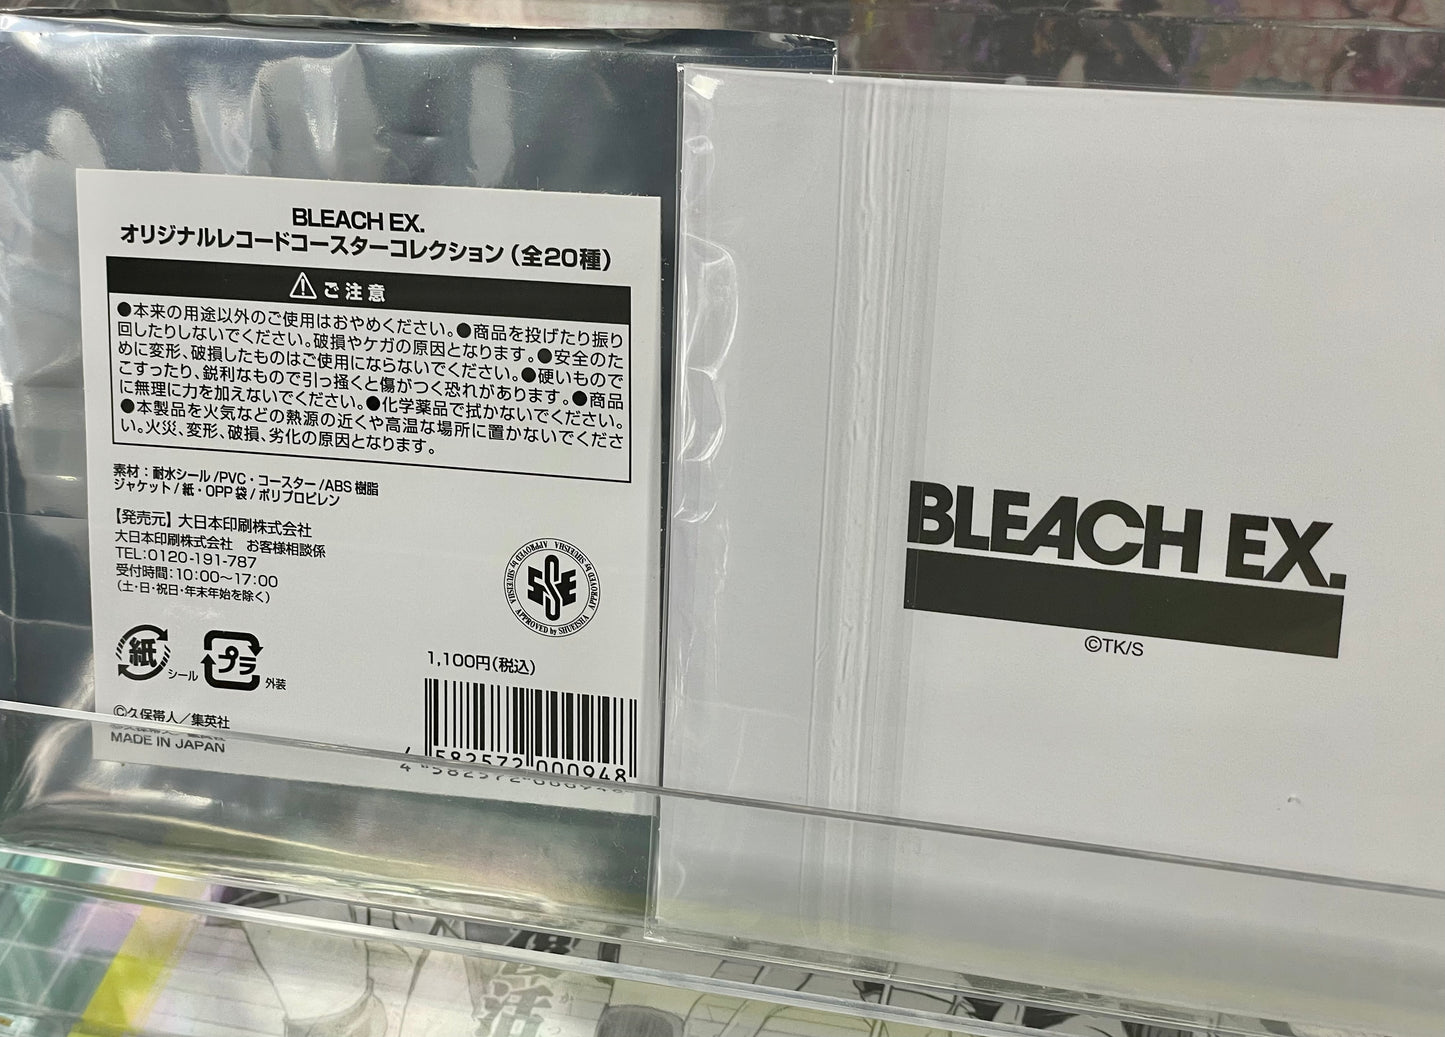 BLEACH EX.
オリジナルレコードコースターコレクション（全20種）
ご注意
●本来の用途以外のご使用はおやめください。●商品を投げたり振り
回したりしないでください。破損やケガの原因となります。●安全のた
めに変形、破損したものはご使用にならないでください。●硬いもので
こすったり、鋭利なもので引っ掻くと傷がつく恐れがあります。●商品
に無理に力を加えないでください。●化学薬品で拭かないでください。
●本製品を火気などの熱源の近くや高温な場所に置かないでくださ
い。火災、変形、破損、劣化の原因となります。
素材：耐水シール/PVC・コースター/ABS樹脂
ジャケット/紙・OPP袋/ポリプロピレン
【発売元】大日本印刷株式会社
大日本印刷株式会社　お客様相談係
TEL:0120-191-787
受付時間:10:00～17:00
（土・日・祝日・年末年始を除く）
APPROVED by SHUEISHA APPROVED by SHUEISHA APPROVED by SHUEISHA
SSE
紙
シール
プラ
外装
1,100円(税込)
4 582572 000948
©久保帯人／集英社
MADE IN JAPAN
BLEACH EX.
©TK/S